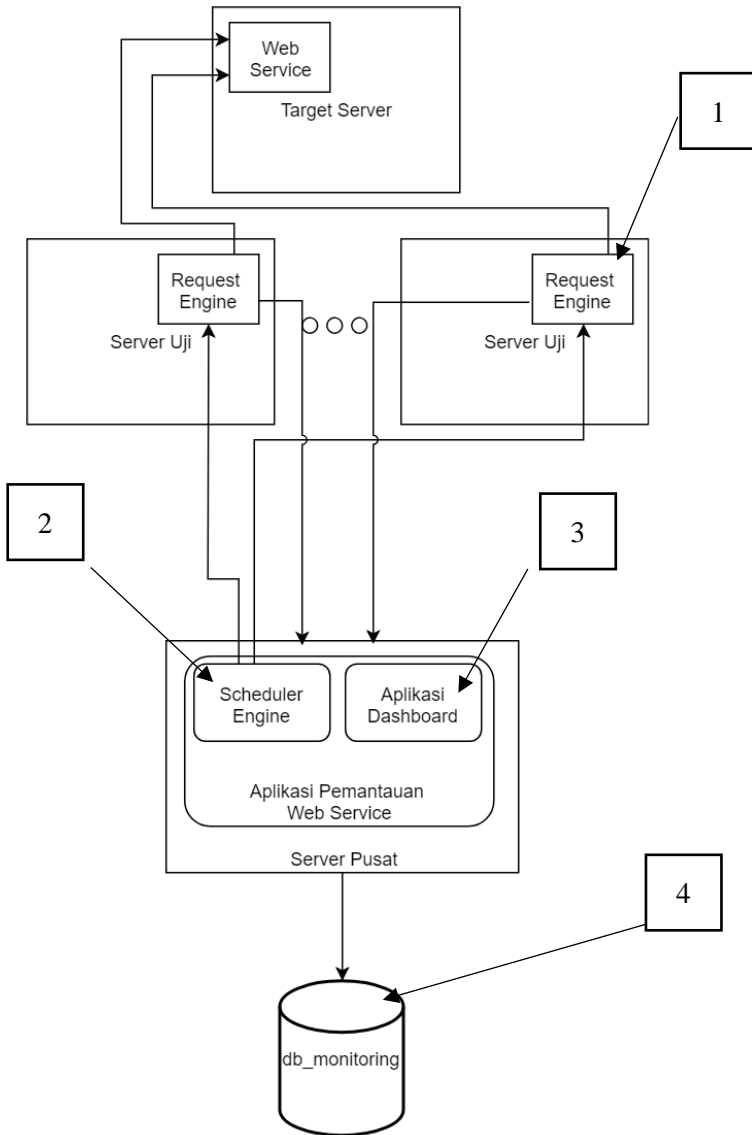 Web
Service
Target Server
1
Request
Engine
Server Uji
Request
Engine
Server Uji
2
3
Scheduler
Engine
Aplikasi
Dashboard
Aplikasi Pemantauan
Web Service
Server Pusat
4
db_monitoring